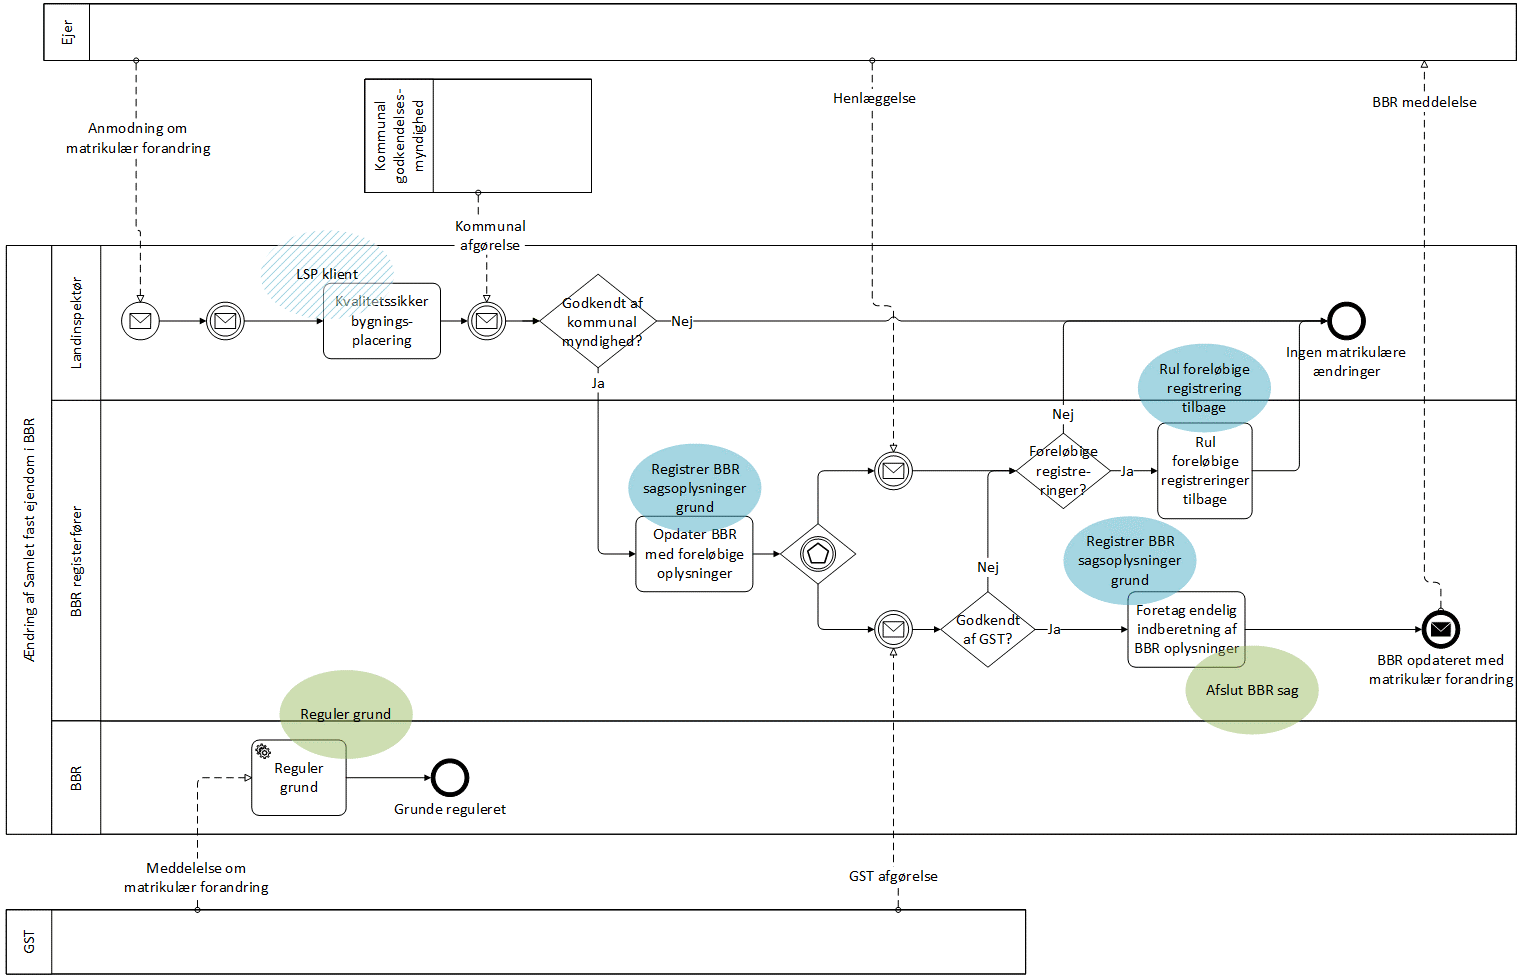 Ejer
Anmodning om
matrikulær forandring
Kommunal
godkendelses-
myndighed
Henlæggelse
BBR meddelelse
Kommunal
afgørelse
Ændring af Samlet fast ejendom i BBR
Landinspektør
LSP klient
Kvalitetssikker
bygnings-
placering
Godkendt af
kommunal
myndighed?
Nej
Ja
Ingen matrikulære
ændringer
Rul foreløbige
registrering
tilbage
BBR registerfører
Registrer BBR
sagsoplysninger
grund
Opdater BBR
med foreløbige
oplysninger
Nej
Foreløbige
registre-
ringer?
Ja
Rul
foreløbige
registreringer
tilbage
Registrer BBR
sagsoplysninger
grund
Nej
Godkendt
af GST?
Ja
Foretag endelig
indberetning af
BBR oplysninger
Afslut BBR sag
BBR opdateret med
matrikulær forandring
BBR
Reguler grund
Reguler
grund
Grunde reguleret
Meddelelse om
matrikulær forandring
GST afgørelse
GST